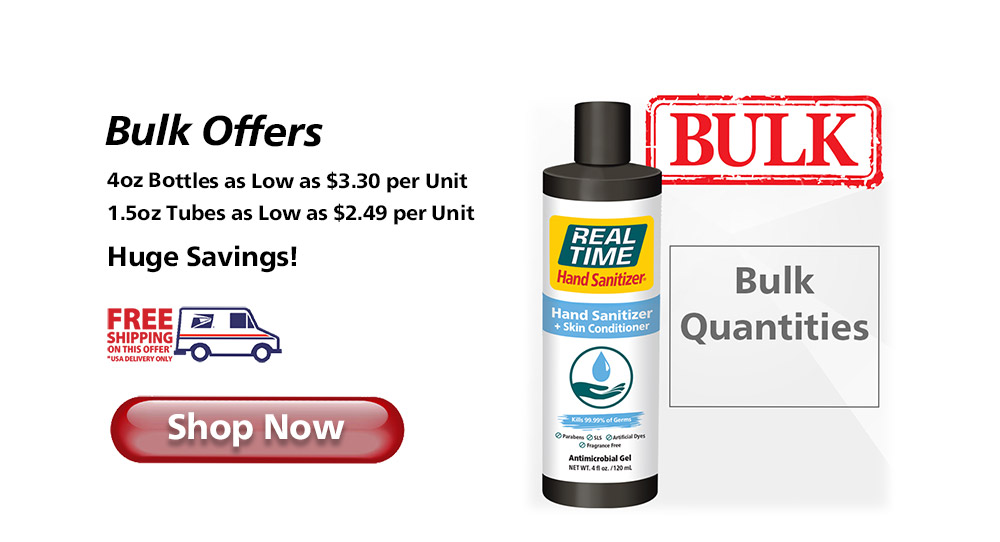 Bulk Offers
4oz Bottles as Low as $3.30 per Unit
1.5oz Tubes as Low as $2.49 per Unit
Huge Savings!
FREE
SHIPPING
ON THIS OFFER*
*USA DELIVERY ONLY
Shop Now
BULK
REAL
TIME
Hand Sanitizer
Hand Sanitizer
+ Skin Conditioner
Kills 99.99% of Germs
Parabens SLS Artificial Dyes
Fragrance Free
Antimicrobial Gel
NET WT. 4 fl oz. / 120 mL
Bulk
Quantities